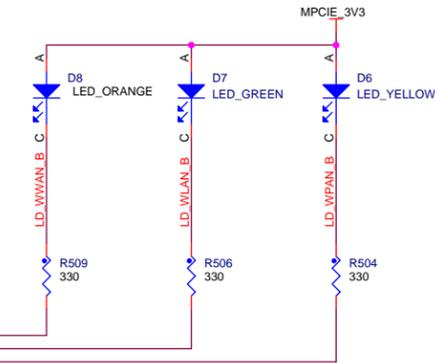 MPCIE_3V3
A
A
A
D8
LED_ORANGE
D7
LED_GREEN
D6
LED_YELLOW
C
C
C
LD_WWAN_B
LD_WLAN_B
LD_WPAN_B
R509
330
R506
330
R504
330